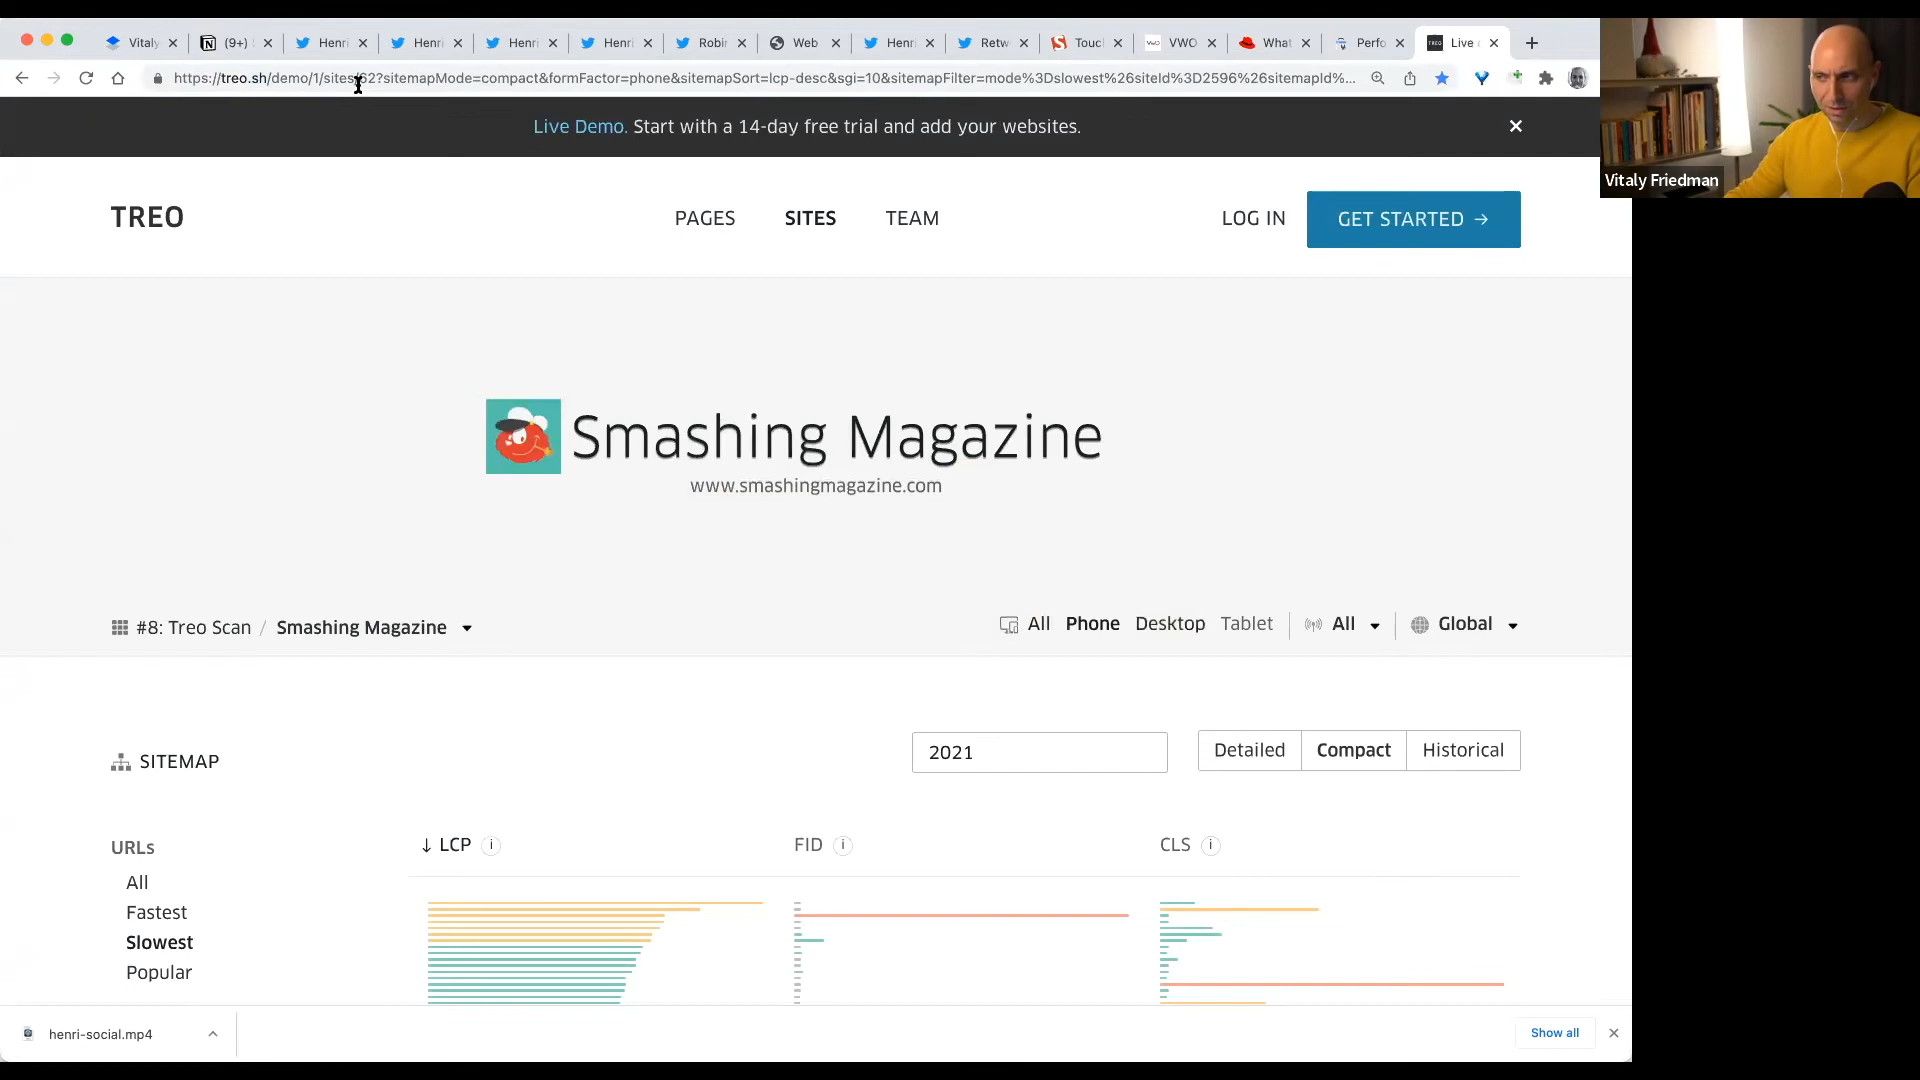 Vitaly
(9+)
Henri
Henri
Henri
Henri
Robin
Web
Henri
Retw
Touc
VWO
VWO
What
Perfo
TREO
Live
https://treo.sh/demo/1/sites/62?sitemapMode=compact&formFactor=phone&sitemapSort=lcp-desc&sgi=10&sitemapFilter=mode%3Dslowest%26siteId%3D2596%26sitemapId%...
Live Demo. Start with a 14-day free trial and add your websites.
Vitaly Friedman
TREO
PAGES
SITES
TEAM
LOG IN
GET STARTED →
Smashing Magazine
www.smashingmagazine.com
#8: Treo Scan / Smashing Magazine
All
Phone
Desktop
Tablet
All
Global
SITEMAP
2021
Detailed
Compact
Historical
URLs
↓ LCP i
FID i
CLS i
All
Fastest
Slowest
Popular
henri-social.mp4
Show all